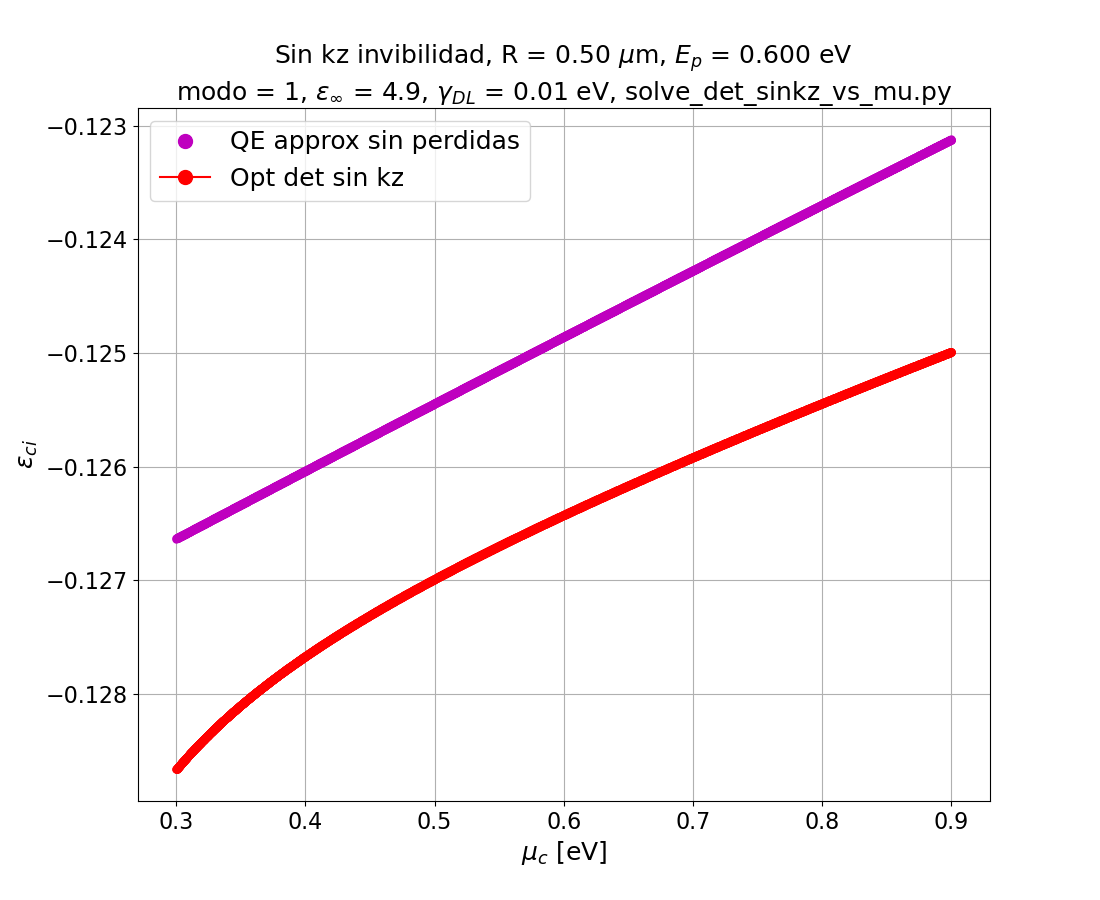 Sin kz invibilidad, R = 0.50 μm, E_p = 0.600 eV
modo = 1, ε_∞ = 4.9, γ_DL = 0.01 eV, solve_det_sinkz_vs_mu.py
QE approx sin perdidas
Opt det sin kz
ε_ci
−0.123
−0.124
−0.125
−0.126
−0.127
−0.128
0.3 0.4 0.5 0.6 0.7 0.8 0.9
μ_c [eV]